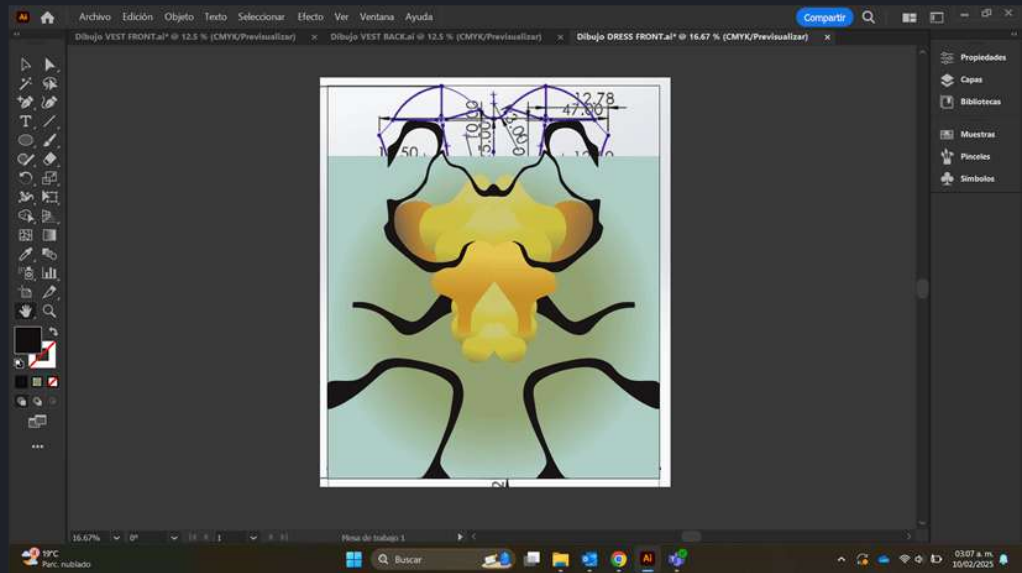 Ai Archivo Edición Objeto Texto Seleccionar Efecto Ver Ventana Ayuda Compartir
Dibujo VEST FRONT.ai* @ 12.5 % (CMYK/Previsualizar) × Dibujo VEST BACK.ai @ 12.5 % (CMYK/Previsualizar) × Dibujo DRESS FRONT.ai* @ 16.67 % (CMYK/Previsualizar) ×
Propiedades
Capas
Bibliotecas
Muestras
Pinceles
Símbolos
12.78
47.00
10.00
16.67% 0° 1 Mesa de trabajo 1
19°C
Parc. nublado
Buscar
Ai
03:07 a. m.
10/02/2025